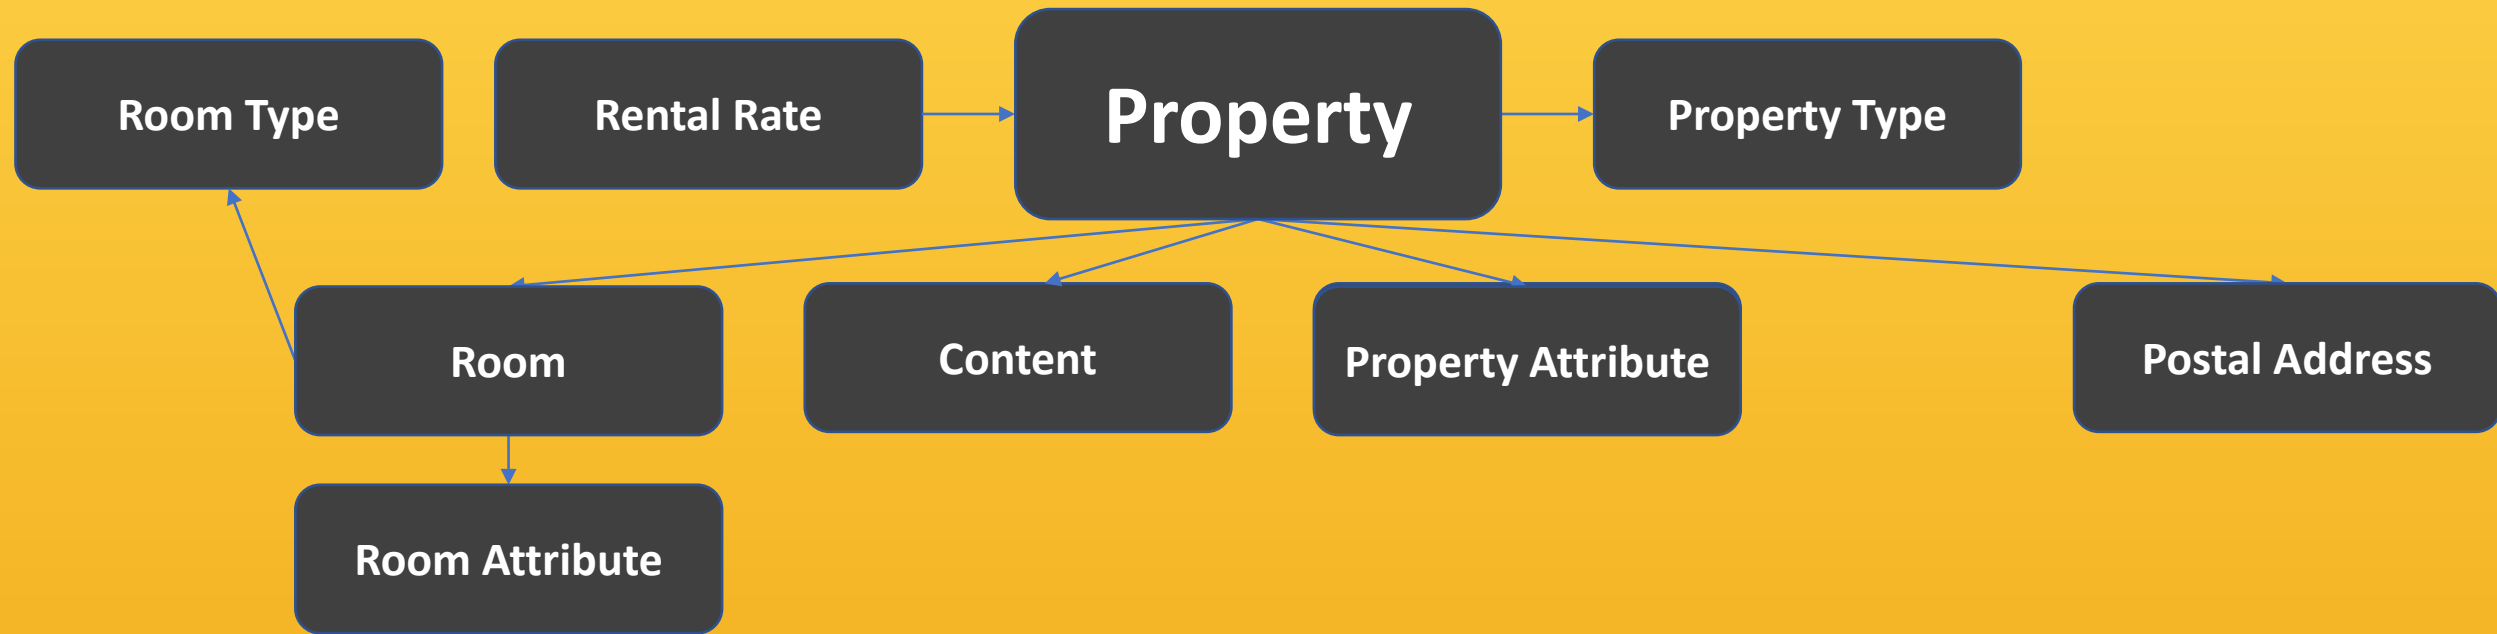 Room Type
Rental Rate
Property
Property Type
Room
Content
Property Attribute
Postal Address
Room Attribute